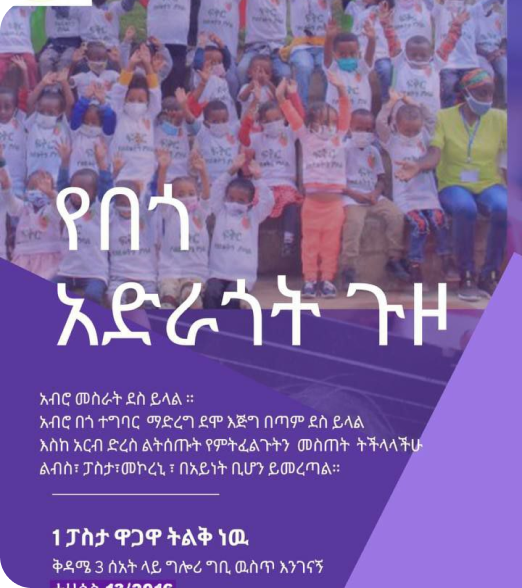 የበጎ
አድራጎት ጉዞ
አብሮ መስራት ደስ ይላል ።
አብሮ በጎ ተግባር ማድረግ ደሞ እጅግ በጣም ደስ ይላል
እስከ አርብ ድረስ ልትሰጡት የምትፈልጉትን መስጠት ትችላላችሁ
ልብስ፣ ፓስታ፣መኮረኒ ፣ በአይነት ቢሆን ይመረጣል።
1 ፓስታ ዋጋዋ ትልቅ ነዉ
ቅዳሜ 3 ሰአት ላይ ግሎሪ ግቢ ዉስጥ እንገናኝ